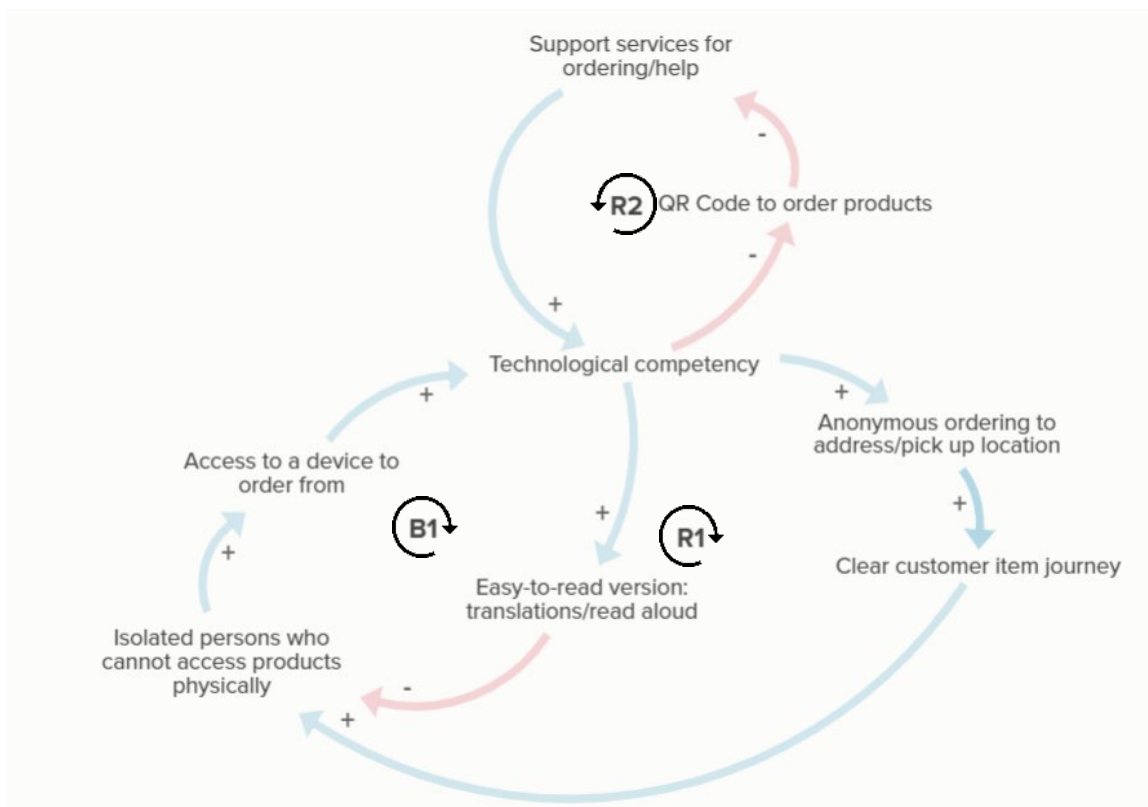 Support services for
ordering/help
-
R2
QR Code to order products
-
+
Technological competency
+
+
Anonymous ordering to
address/pick up location
Access to a device to
order from
+
+
B1
R1
+
Clear customer item journey
Easy-to-read version:
translations/read aloud
Isolated persons who
cannot access products
physically
-
+